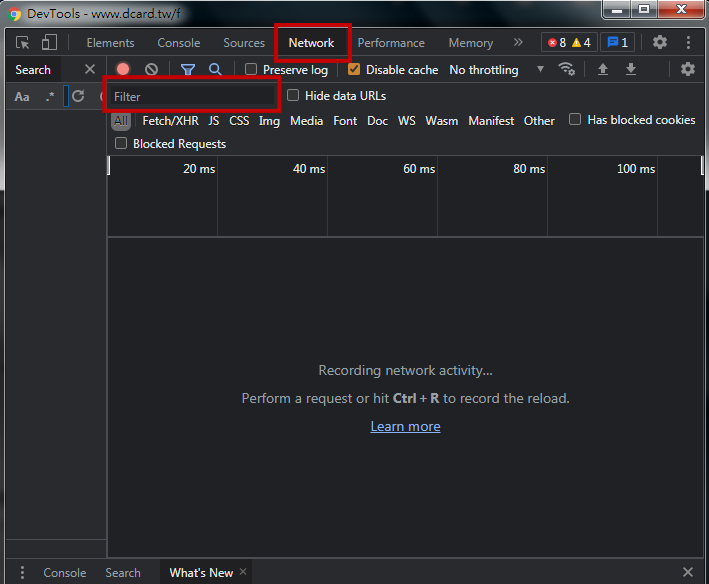 DevTools - www.dcard.tw/f
Elements Console Sources Network Performance Memory » 8 4 1
Search Preserve log Disable cache No throttling
Aa .* Filter Hide data URLs
All Fetch/XHR JS CSS Img Media Font Doc WS Wasm Manifest Other Has blocked cookies
Blocked Requests
20 ms 40 ms 60 ms 80 ms 100 ms
Recording network activity...
Perform a request or hit Ctrl + R to record the reload.
Learn more
Console Search What's New